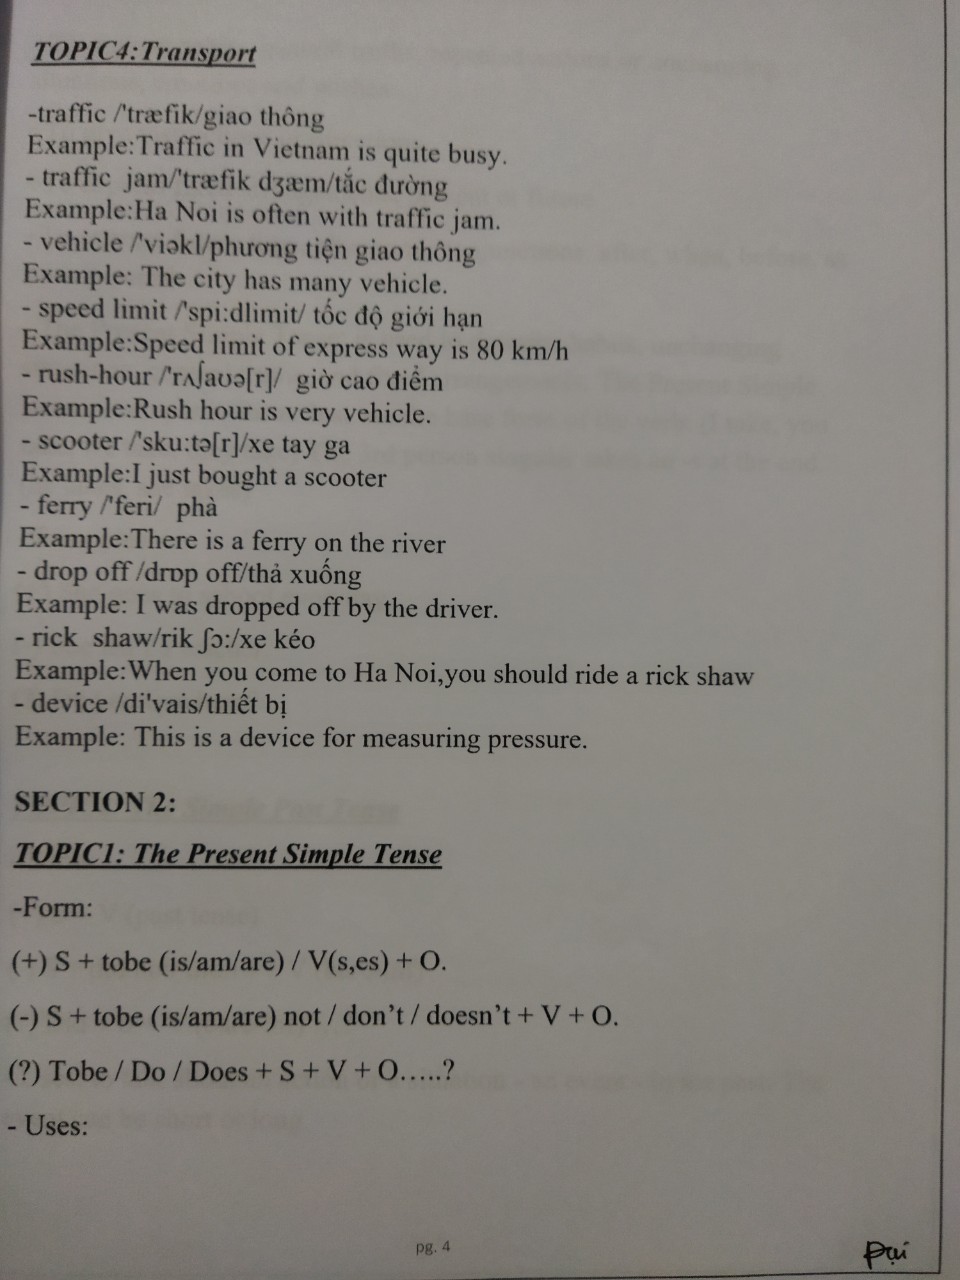 TOPIC4:Transport
-traffic /'træfik/giao thông
Example:Traffic in Vietnam is quite busy.
- traffic jam/'træfik dʒæm/tắc đường
Example:Ha Noi is often with traffic jam.
- vehicle /'viəkl/phương tiện giao thông
Example: The city has many vehicle.
- speed limit /'spi:dlimit/ tốc độ giới hạn
Example:Speed limit of express way is 80 km/h
- rush-hour /'rʌʃaʊə[r]/ giờ cao điểm
Example:Rush hour is very vehicle.
- scooter /'sku:tə[r]/xe tay ga
Example:I just bought a scooter
- ferry /'feri/ phà
Example:There is a ferry on the river
- drop off /drɒp off/thả xuống
Example: I was dropped off by the driver.
- rick shaw/rik ʃɔ:/xe kéo
Example:When you come to Ha Noi,you should ride a rick shaw
- device /di'vais/thiết bị
Example: This is a device for measuring pressure.
SECTION 2:
TOPIC1: The Present Simple Tense
-Form:
(+) S + tobe (is/am/are) / V(s,es) + O.
(-) S + tobe (is/am/are) not / don't / doesn't + V + O.
(?) Tobe / Do / Does + S + V + O…..?
- Uses:
pg. 4
Đại